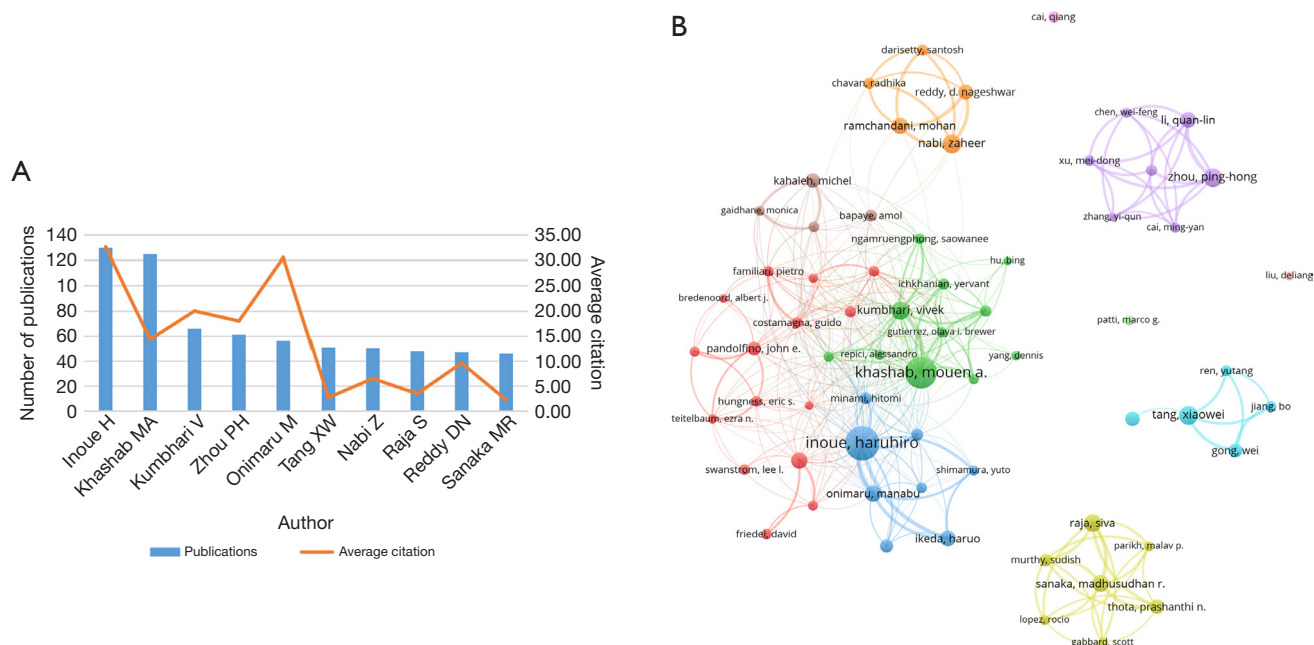 A
Number of publications
140
120
100
80
60
40
20
0
35.00
30.00
25.00
20.00
15.00
10.00
5.00
0.00
Average citation
Inoue H
Khashab MA
Kumbhari V
Zhou PH
Onimaru M
Tang XW
Nabi Z
Raja S
Reddy DN
Sanaka MR
Author
Publications
Average citation
B
cai, qiang
darisetty, santosh
chavan, radhika
reddy, d. nageshwar
ramchandani, mohan
nabi, zaheer
chen, wei-feng
li, quan-lin
xu, mei-dong
zhou, ping-hong
zhang, yi-qun
cai, ming-yan
kahaleh, michel
gaidhane, monica
bapaye, amol
ngamruengphong, saowanee
hu, bing
familiari, pietro
ichkhanian, yervant
liu, deliang
bredenoord, albert j.
kumbhari, vivek
costamagna, guido
gutierrez, olaya i. brewer
patti, marco g.
pandolfino, john e.
repici, alessandro
yang, dennis
khashab, mouen a.
ren, yutang
hungness, eric s.
minami, hitomi
jiang, bo
teitelbaum, ezra n.
tang, xiaowei
inoue, haruhiro
gong, wei
swanstrom, lee l.
shimamura, yuto
onimaru, manabu
friedel, david
ikeda, haruo
raja, siva
parikh, malav p.
murthy, sudish
sanaka, madhusudhan r.
thota, prashanthi n.
lopez, rocio
gabbard, scott